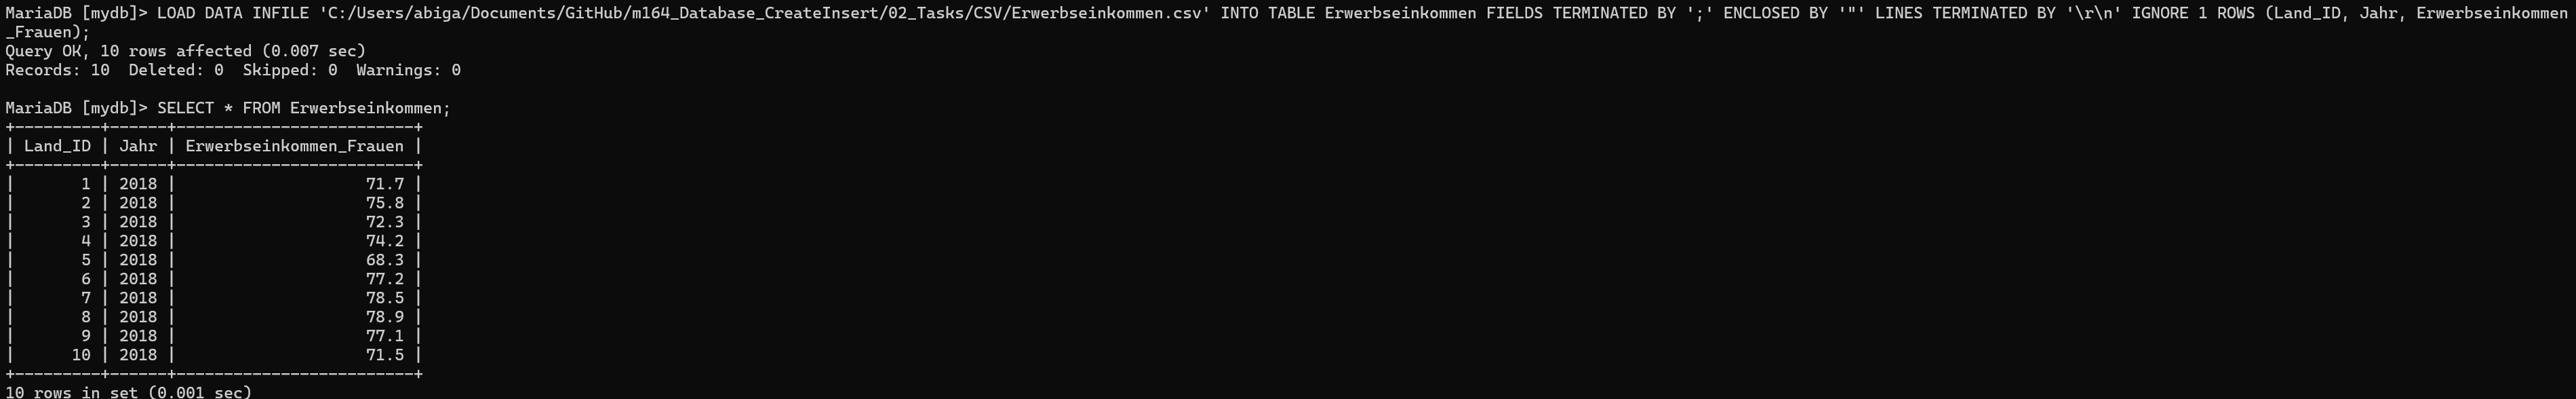 MariaDB [mydb]> LOAD DATA INFILE 'C:/Users/abiga/Documents/GitHub/m164_Database_CreateInsert/02_Tasks/CSV/Erwerbseinkommen.csv' INTO TABLE Erwerbseinkommen FIELDS TERMINATED BY ';' ENCLOSED BY '"' LINES TERMINATED BY '\r\n' IGNORE 1 ROWS (Land_ID, Jahr, Erwerbseinkommen
_Frauen);
Query OK, 10 rows affected (0.007 sec)
Records: 10  Deleted: 0  Skipped: 0  Warnings: 0

MariaDB [mydb]> SELECT * FROM Erwerbseinkommen;
+---------+------+-------------------------+
| Land_ID | Jahr | Erwerbseinkommen_Frauen |
+---------+------+-------------------------+
|       1 | 2018 |                    71.7 |
|       2 | 2018 |                    75.8 |
|       3 | 2018 |                    72.3 |
|       4 | 2018 |                    74.2 |
|       5 | 2018 |                    68.3 |
|       6 | 2018 |                    77.2 |
|       7 | 2018 |                    78.5 |
|       8 | 2018 |                    78.9 |
|       9 | 2018 |                    77.1 |
|      10 | 2018 |                    71.5 |
+---------+------+-------------------------+
10 rows in set (0.001 sec)